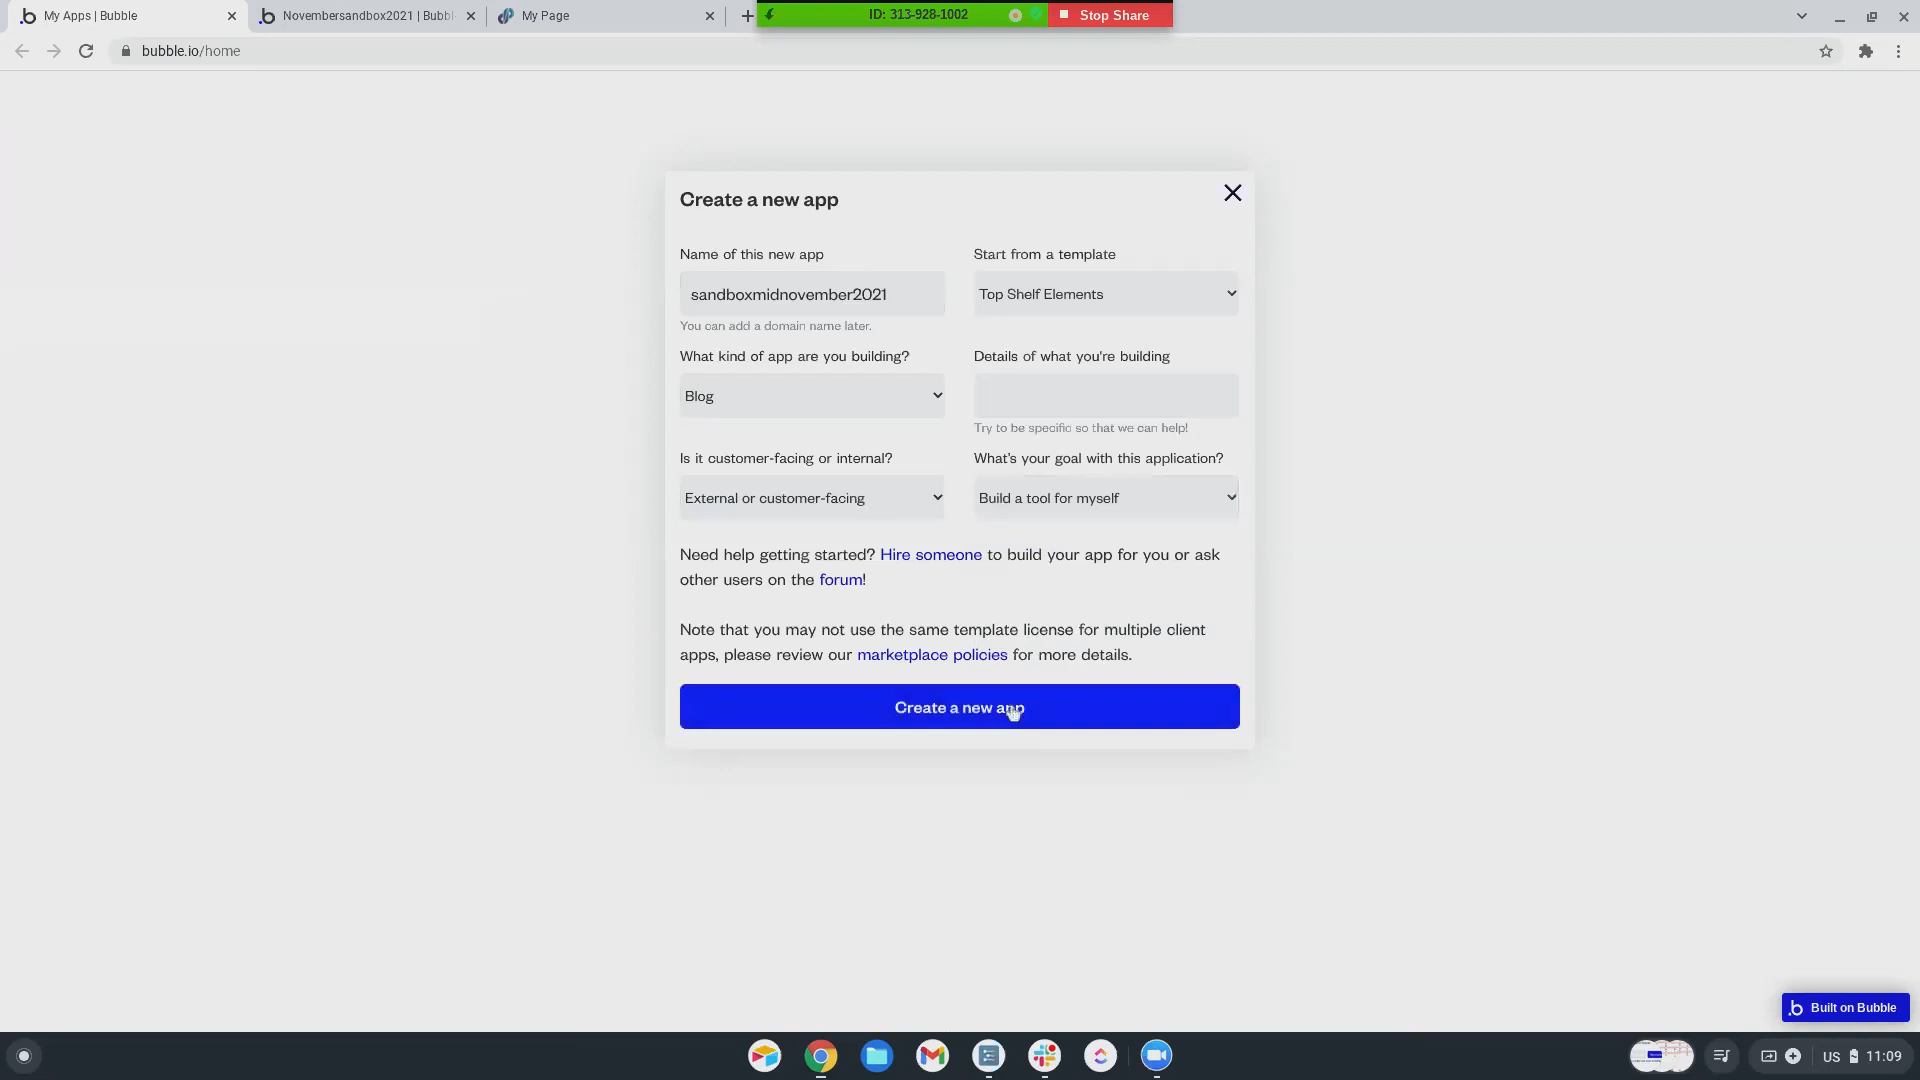 My Apps | Bubble
Novembersandbox2021 | Bubbl
My Page
ID: 313-928-1002
Stop Share
bubble.io/home
Create a new app
Name of this new app
Start from a template
sandboxmidnovember2021
Top Shelf Elements
You can add a domain name later.
What kind of app are you building?
Details of what you're building
Blog
Try to be specific so that we can help!
Is it customer-facing or internal?
What's your goal with this application?
External or customer-facing
Build a tool for myself
Need help getting started? Hire someone to build your app for you or ask
other users on the forum!
Note that you may not use the same template license for multiple client
apps, please review our marketplace policies for more details.
Create a new app
Built on Bubble
US
11:09